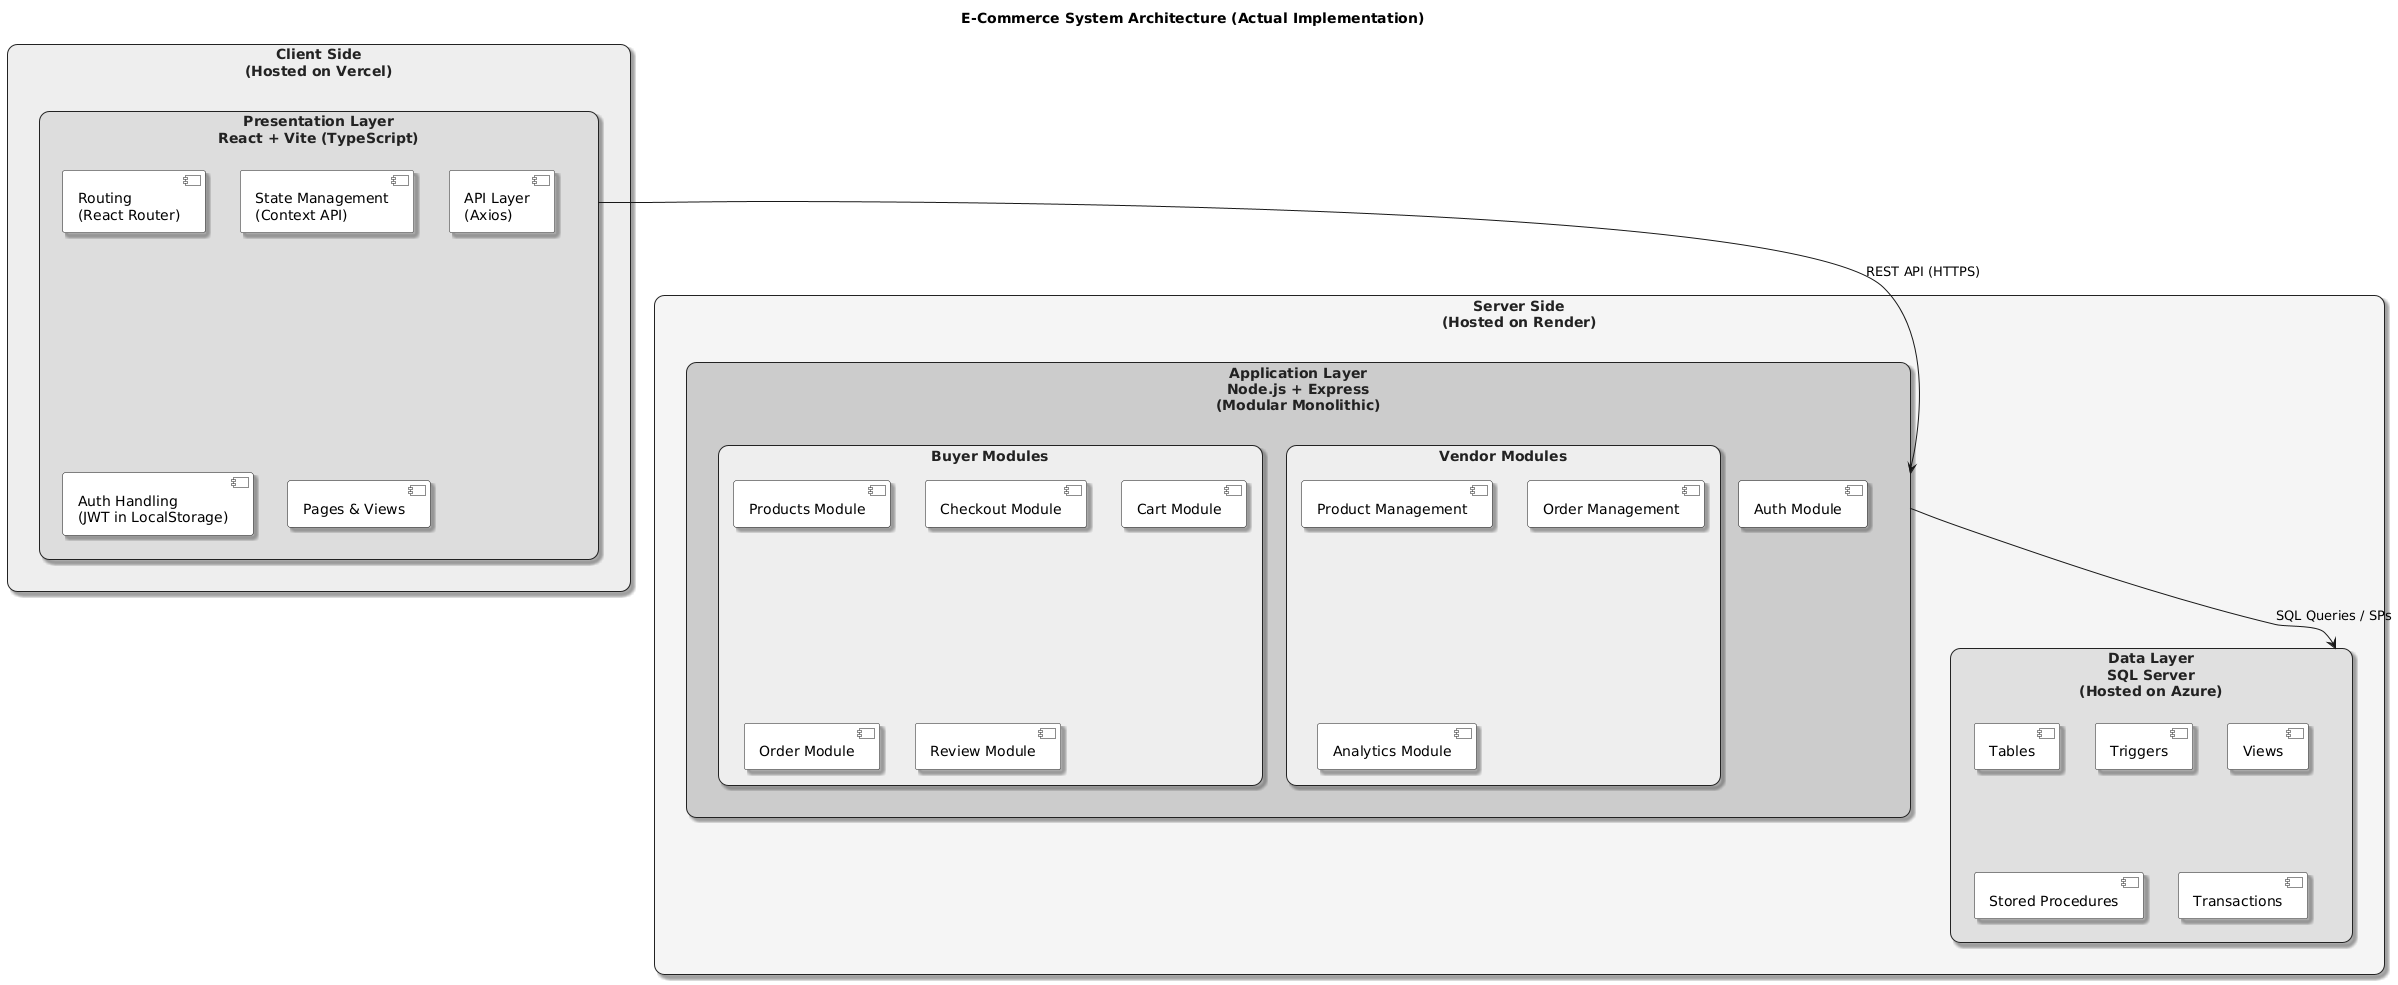 E-Commerce System Architecture (Actual Implementation)
Client Side
(Hosted on Vercel)
Presentation Layer
React + Vite (TypeScript)
Routing
(React Router)
State Management
(Context API)
API Layer
(Axios)
Auth Handling
(JWT in LocalStorage)
Pages & Views
REST API (HTTPS)
Server Side
(Hosted on Render)
Application Layer
Node.js + Express
(Modular Monolithic)
Buyer Modules
Products Module
Checkout Module
Cart Module
Order Module
Review Module
Vendor Modules
Product Management
Order Management
Analytics Module
Auth Module
SQL Queries / SPs
Data Layer
SQL Server
(Hosted on Azure)
Tables
Triggers
Views
Stored Procedures
Transactions